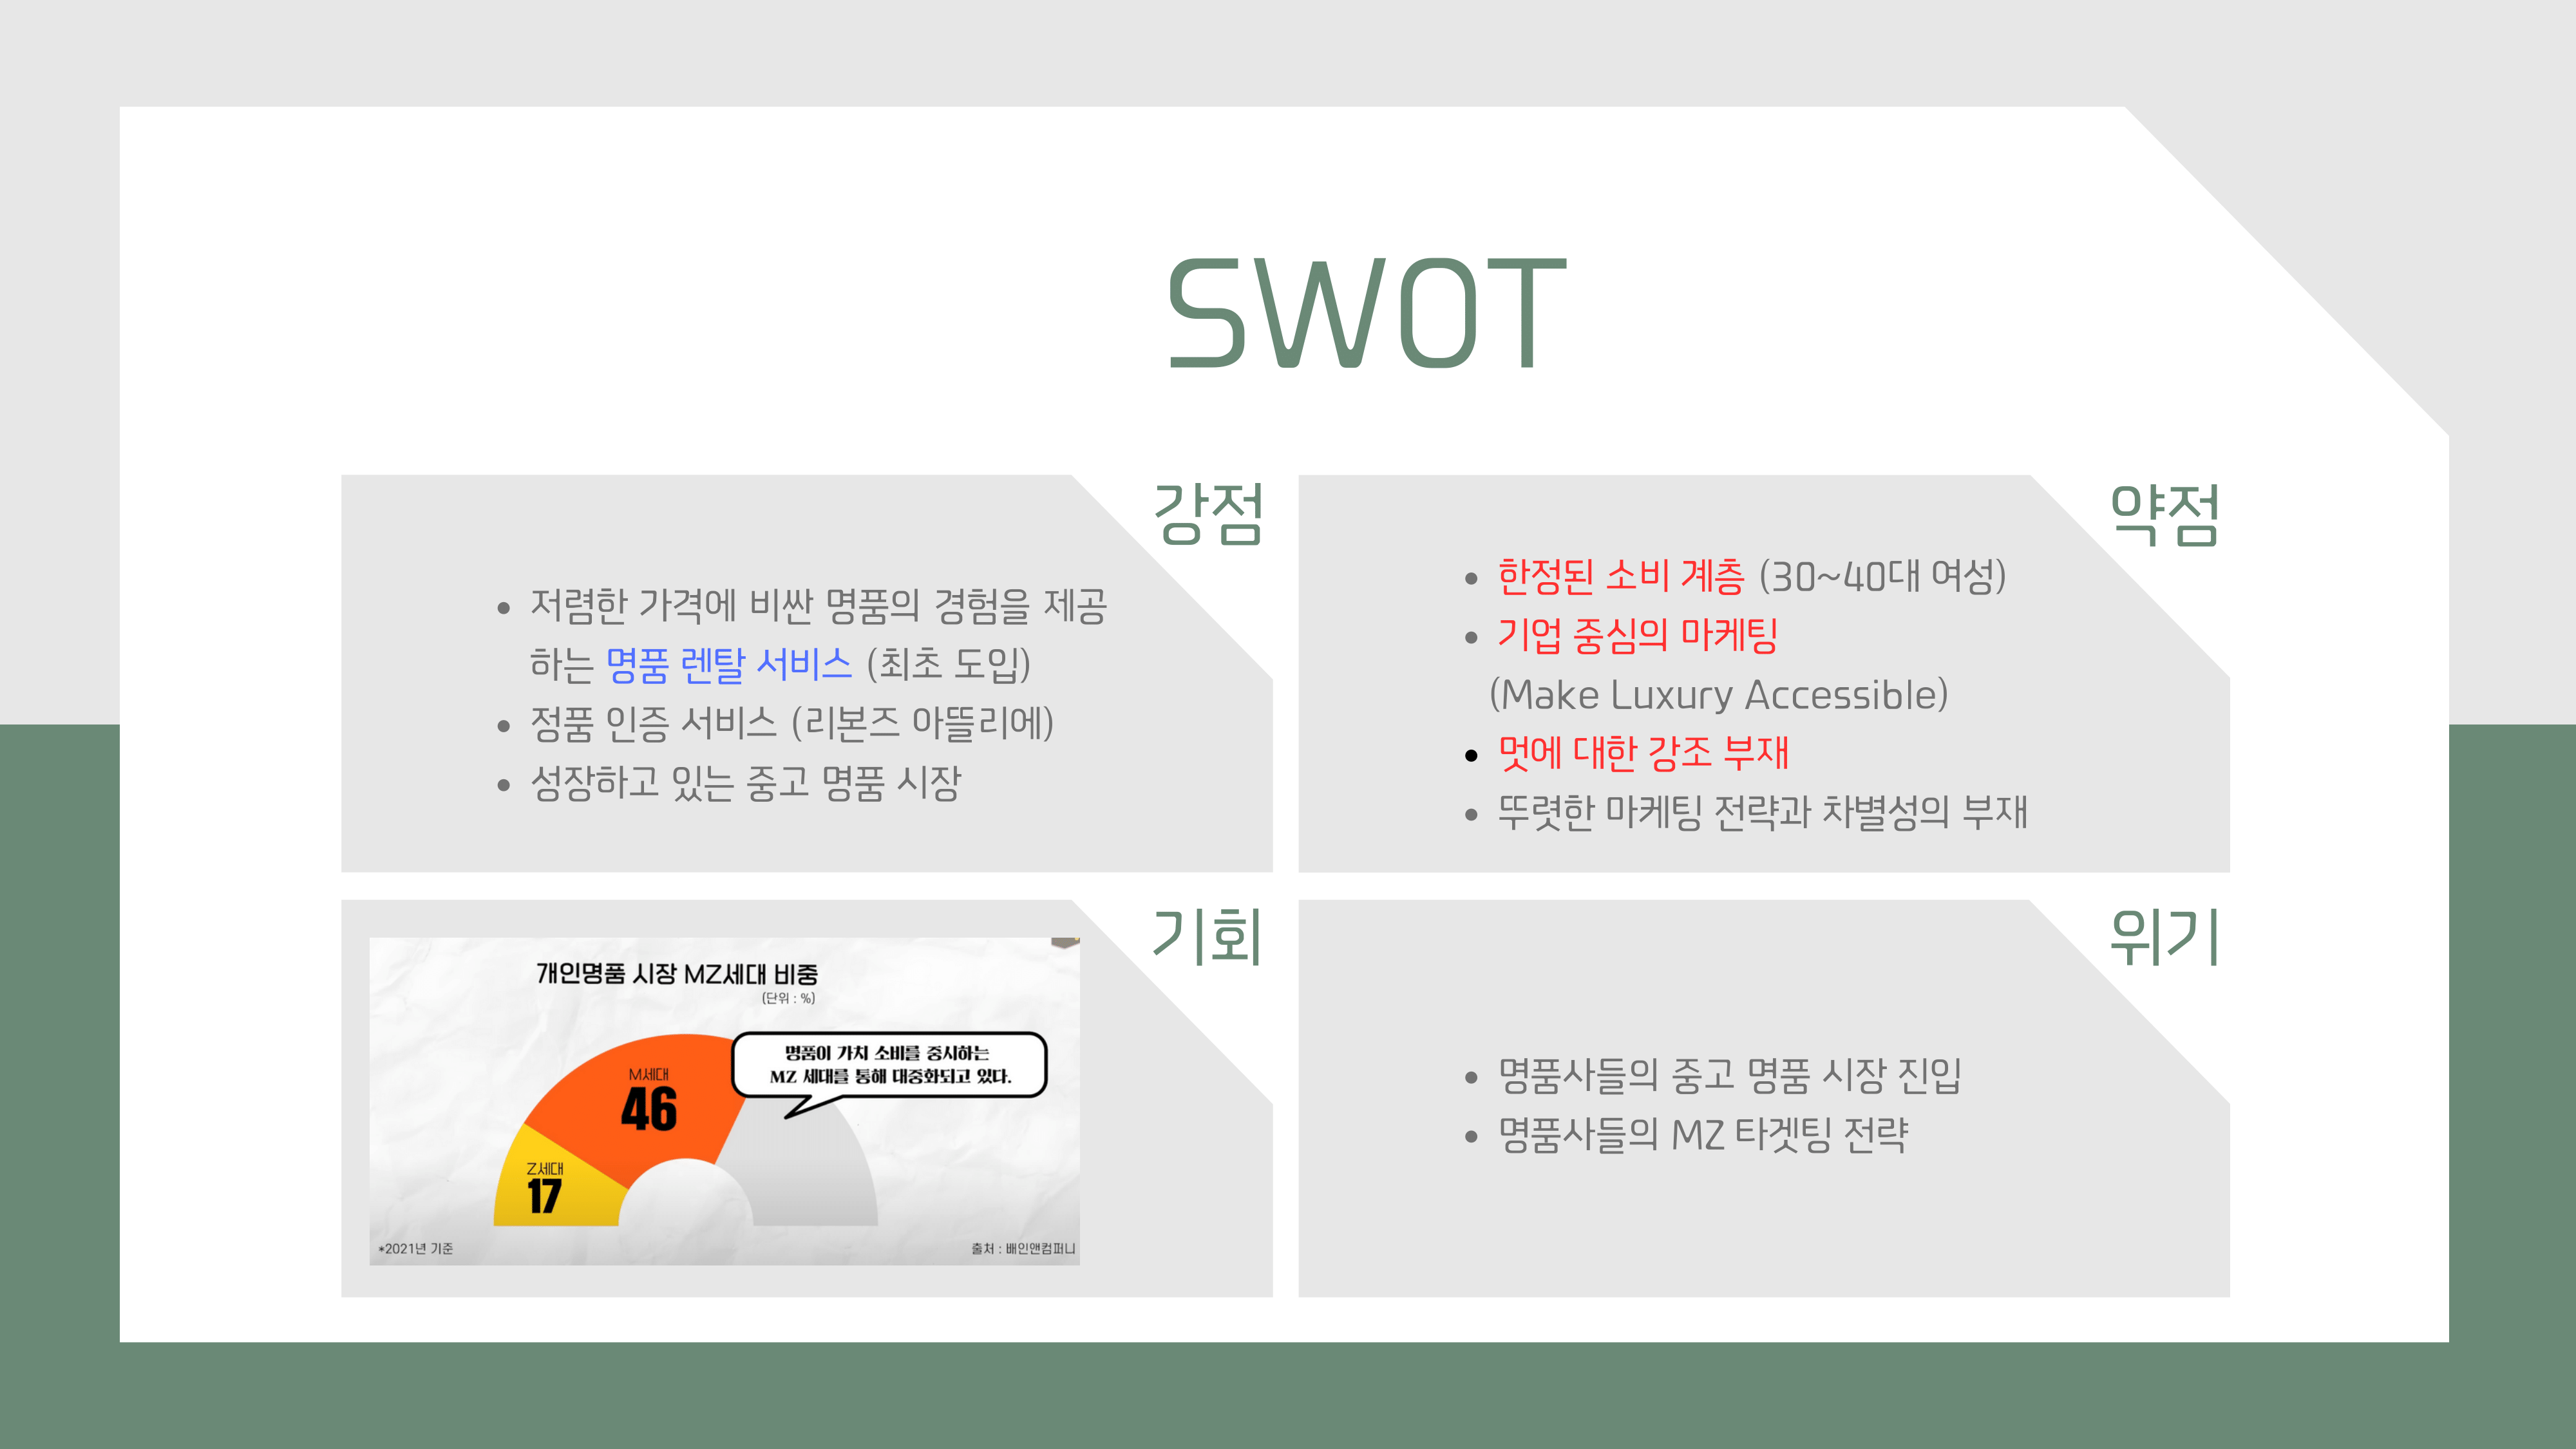 SWOT
강점
저렴한 가격에 비싼 명품의 경험을 제공
하는 명품 렌탈 서비스 (최초 도입)
정품 인증 서비스 (리본즈 아뜰리에)
성장하고 있는 중고 명품 시장
약점
한정된 소비 계층 (30~40대 여성)
기업 중심의 마케팅
(Make Luxury Accessible)
멋에 대한 강조 부재
뚜렷한 마케팅 전략과 차별성의 부재
기회
개인명품 시장 MZ세대 비중
(단위 : %)
명품이 가치 소비를 중시하는
MZ 세대를 통해 대중화되고 있다.
M세대
46
Z세대
17
*2021년 기준
출처 : 배인앤컴퍼니
위기
명품사들의 중고 명품 시장 진입
명품사들의 MZ 타겟팅 전략